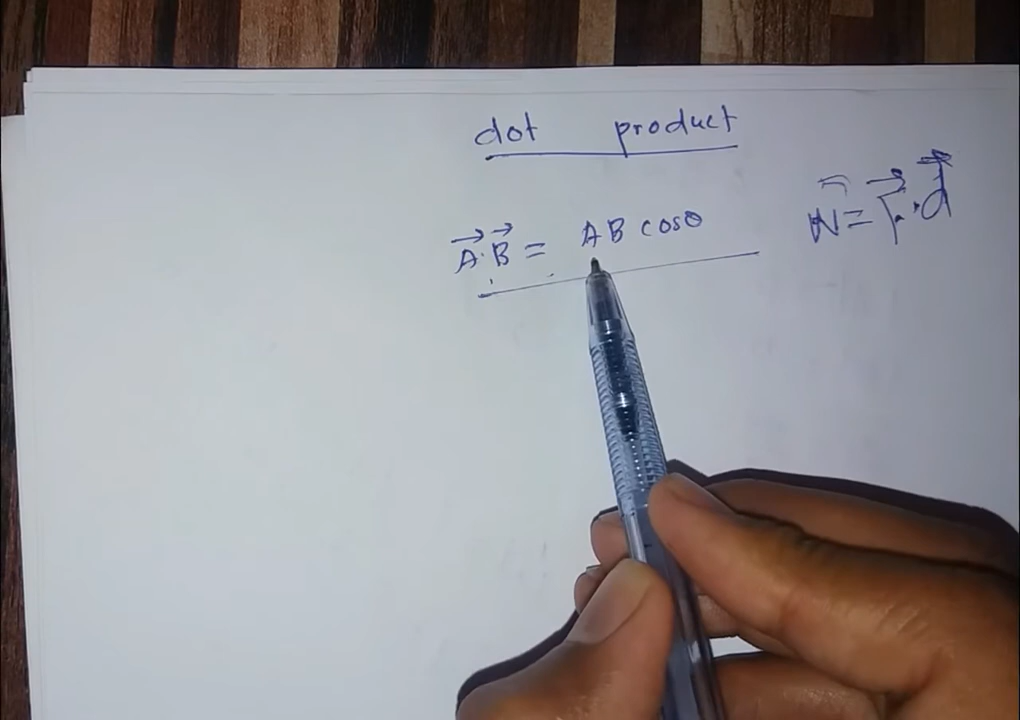 dot product
A⃗·B⃗ = AB cosθ
W = F⃗·d⃗